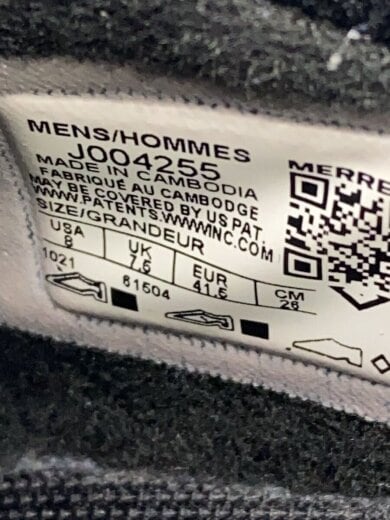 MENS/HOMMES
J004255
MADE IN CAMBODIA
FABRIQUÉ AU CAMBODGE
MAY BE COVERED BY US PAT.
WWW.PATENTS.WWWINC.COM
SIZE/GRANDEUR
USA UK EUR CM
8 7.5 41.5 26
1021 61504
MERRE